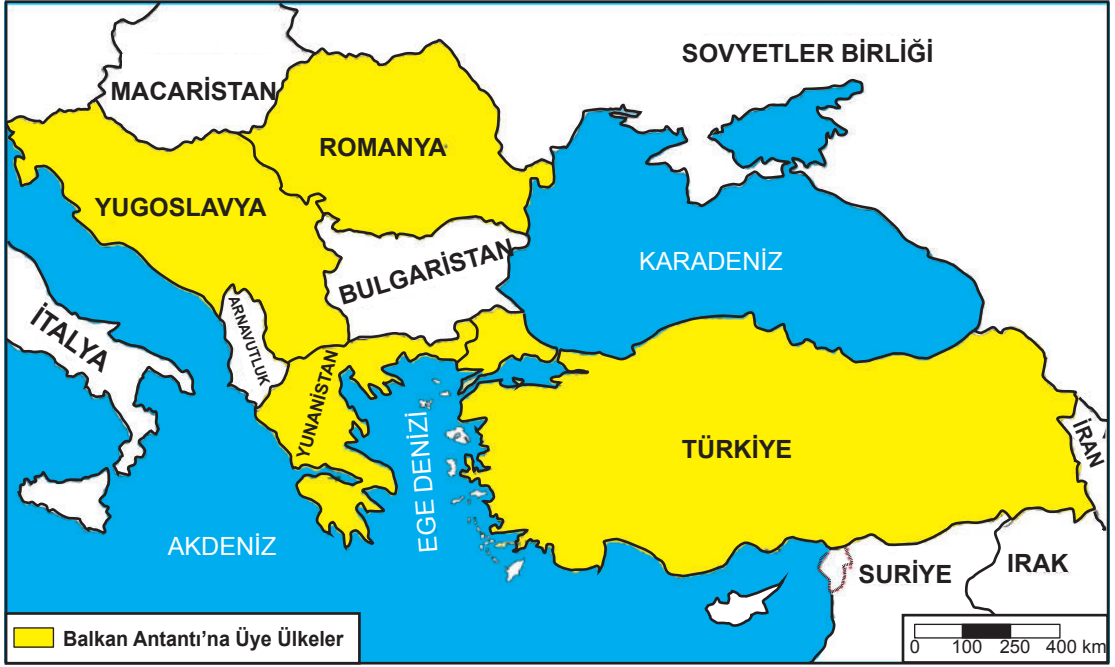 SOVYETLER BİRLİĞİ
MACARİSTAN
ROMANYA
YUGOSLAVYA
BULGARİSTAN
KARADENİZ
İTALYA
ARNAVUTLUK
YUNANİSTAN
EGE DENİZİ
TÜRKİYE
İRAN
AKDENİZ
SURİYE
IRAK
Balkan Antantı’na Üye Ülkeler
0 100 250 400 km